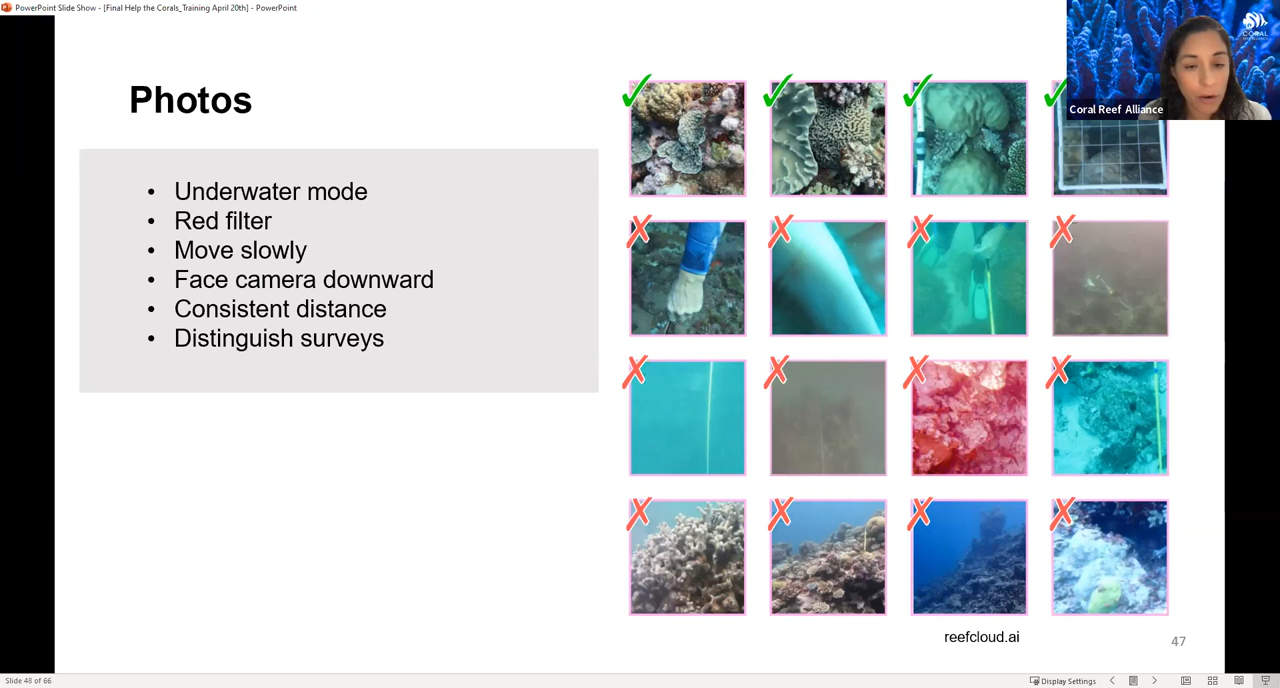 PowerPoint Slide Show - [Final Help the Corals_Training April 20th] - PowerPoint
CORAL
Coral Reef Alliance
Photos
• Underwater mode
• Red filter
• Move slowly
• Face camera downward
• Consistent distance
• Distinguish surveys
reefcloud.ai
47
Slide 48 of 66
Display Settings